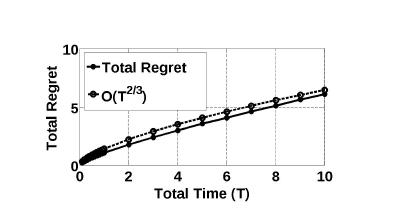 10
5
0
Total Regret
Total Regret
O(T^{2/3})
0 2 4 6 8 10
Total Time (T)